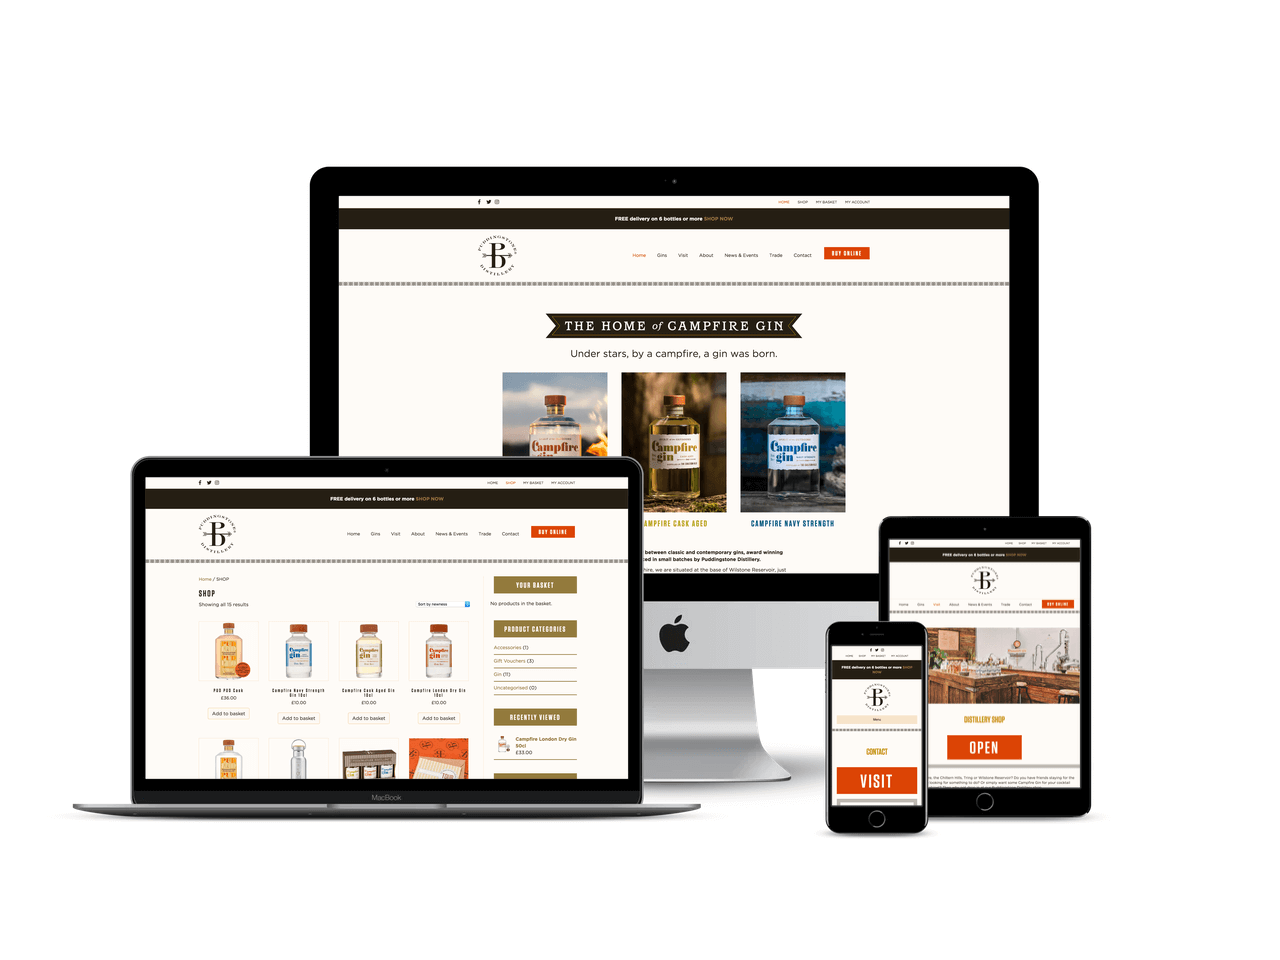 HOME SHOP MY BASKET MY ACCOUNT
FREE delivery on 6 bottles or more SHOP NOW
PUDDINGSTONE DISTILLERY
Home Gins Visit About News & Events Trade Contact BUY ONLINE
THE HOME of CAMPFIRE GIN
Under stars, by a campfire, a gin was born.
Campfire gin
Campfire gin
Campfire gin
AMPFIRE CASK AGED
CAMPFIRE NAVY STRENGTH
between classic and contemporary gins, award winning
ted in small batches by Puddingstone Distillery.
hire, we are situated at the base of Wilstone Reservoir, just
HOME SHOP MY BASKET MY ACCOUNT
FREE delivery on 6 bottles or more SHOP NOW
PUDDINGSTONE DISTILLERY
Home Gins Visit About News & Events Trade Contact BUY ONLINE
Home / SHOP
SHOP
Showing all 15 results
Sort by newness
YOUR BASKET
No products in the basket.
PRODUCT CATEGORIES
Accessories (1)
Gift Vouchers (3)
Gin (11)
Uncategorised (0)
RECENTLY VIEWED
Campfire London Dry Gin
50cl
£33.00
Campfire gin
Campfire gin
Campfire gin
POD POD Cask
£36.00
Add to basket
Campfire Navy Strength
Gin 10cl
£10.00
Add to basket
Campfire Cask Aged Gin
10cl
£10.00
Add to basket
Campfire London Dry Gin
10cl
£10.00
Add to basket
MacBook
HOME SHOP MY BASKET MY ACCOUNT
FREE delivery on 6 bottles or more SHOP NOW
PUDDINGSTONE DISTILLERY
Home Gins Visit About News & Events Trade Contact BUY ONLINE
DISTILLERY SHOP
OPEN
re, the Chiltern Hills, Tring or Wilstone Reservoir? Do you have friends staying for the
looking for something to do? Or simply want some Campfire Gin for your cocktail
HOME SHOP MY BASKET MY ACCOUNT
FREE delivery on 6 bottles or more SHOP
NOW
PUDDINGSTONE DISTILLERY
Menu
CONTACT
VISIT